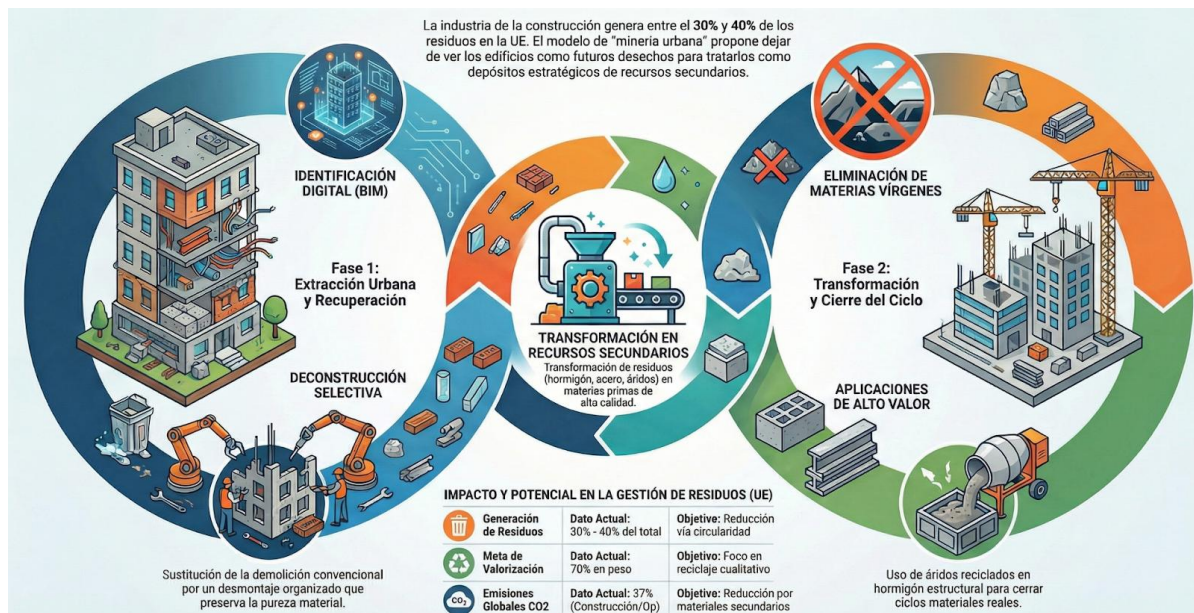 La industria de la construcción genera entre el 30% y 40% de los
residuos en la UE. El modelo de "mineria urbana" propone dejar
de ver los edificios como futuros desechos para tratarlos como
depósitos estratégicos de recursos secundarios.
IDENTIFICACIÓN
DIGITAL (BIM)
Fase 1:
Extracción Urbana
y Recuperación
DECONSTRUCCIÓN
SELECTIVA
Sustitución de la demolición convencional
por un desmontaje organizado que
preserva la pureza material.
TRANSFORMACIÓN EN
RECURSOS SECUNDARIOS
Transformación de residuos
(hormigón, acero, áridos) en
materias primas de
alta calidad.
ELIMINACIÓN DE
MATERIAS VÍRGENES
Fase 2:
Transformación
y Cierre del Ciclo
APLICACIONES
DE ALTO VALOR
Uso de áridos reciclados en
hormigón estructural para cerrar
ciclos materiales reales.
IMPACTO Y POTENCIAL EN LA GESTIÓN DE RESIDUOS (UE)
Generación
de Residuos
Dato Actual:
30% - 40% del total
Objetive: Reducción
vía circularidad
Meta de
Valorización
Dato Actual:
70% en peso
Objetivo: Foco en
reciclaje cualitativo
CO₂
Emisiones
Globales CO2
Dato Actual: 37%
(Construcción/Op)
Objetivo: Reducción por
materiales secundarios